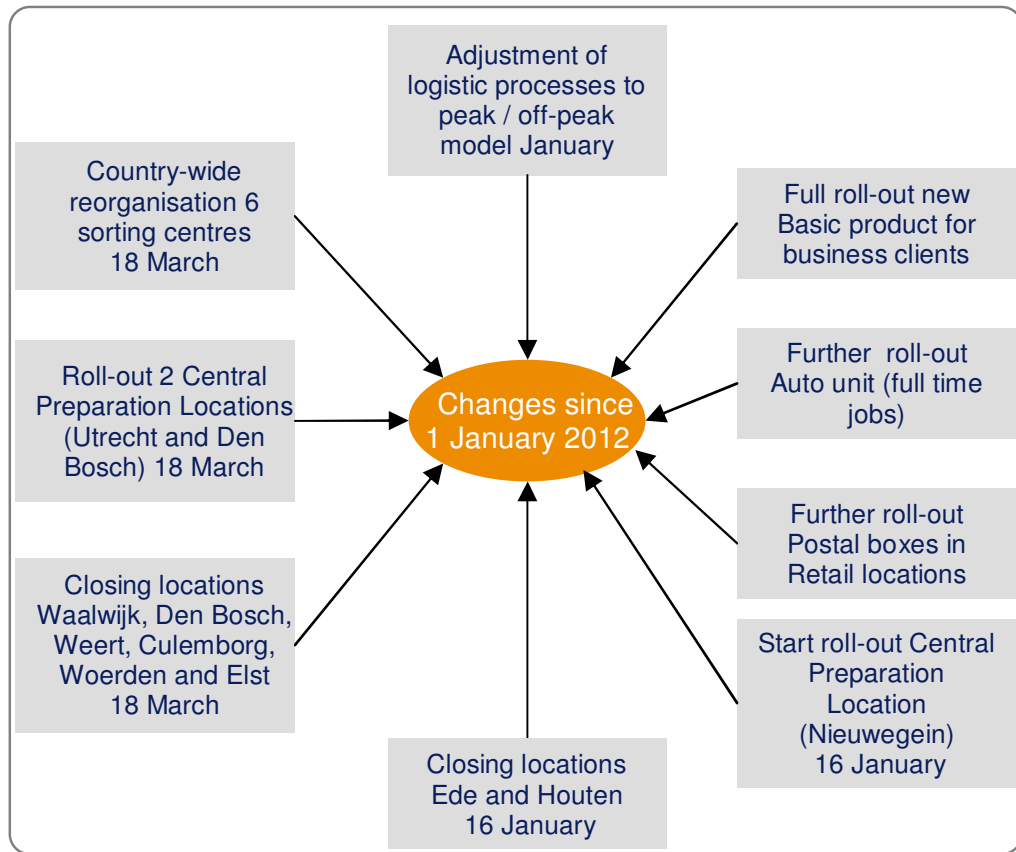 Adjustment of
logistic processes to
peak / off-peak
model January
Country-wide
reorganisation 6
sorting centres
18 March
Full roll-out new
Basic product for
business clients
Roll-out 2 Central
Preparation Locations
(Utrecht and Den
Bosch) 18 March
Changes since
1 January 2012
Further roll-out
Auto unit (full time
jobs)
Further roll-out
Postal boxes in
Retail locations
Closing locations
Waalwijk, Den Bosch,
Weert, Culemborg,
Woerden and Elst
18 March
Start roll-out Central
Preparation
Location
(Nieuwegein)
16 January
Closing locations
Ede and Houten
16 January